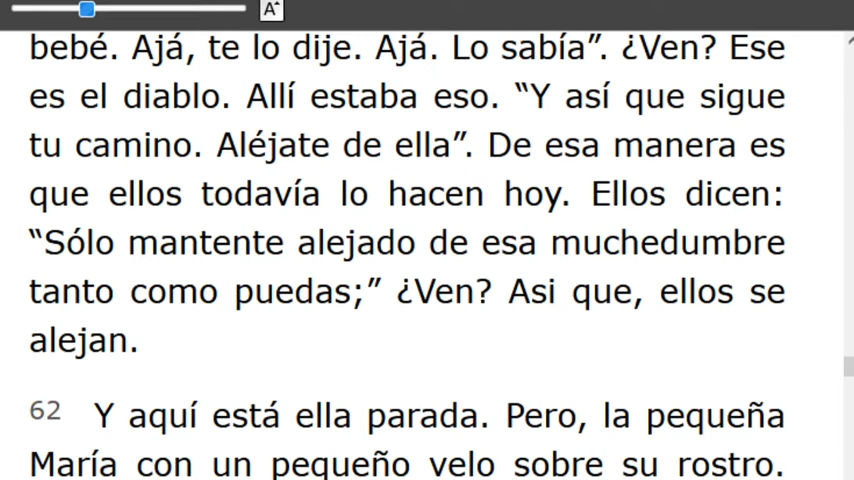 A
bebé. Ajá, te lo dije. Ajá. Lo sabía”. ¿Ven? Ese
es el diablo. Allí estaba eso. “Y así que sigue
tu camino. Aléjate de ella”. De esa manera es
que ellos todavía lo hacen hoy. Ellos dicen:
“Sólo mantente alejado de esa muchedumbre
tanto como puedas;” ¿Ven? Asi que, ellos se
alejan.
62 Y aquí está ella parada. Pero, la pequeña
María con un pequeño velo sobre su rostro.